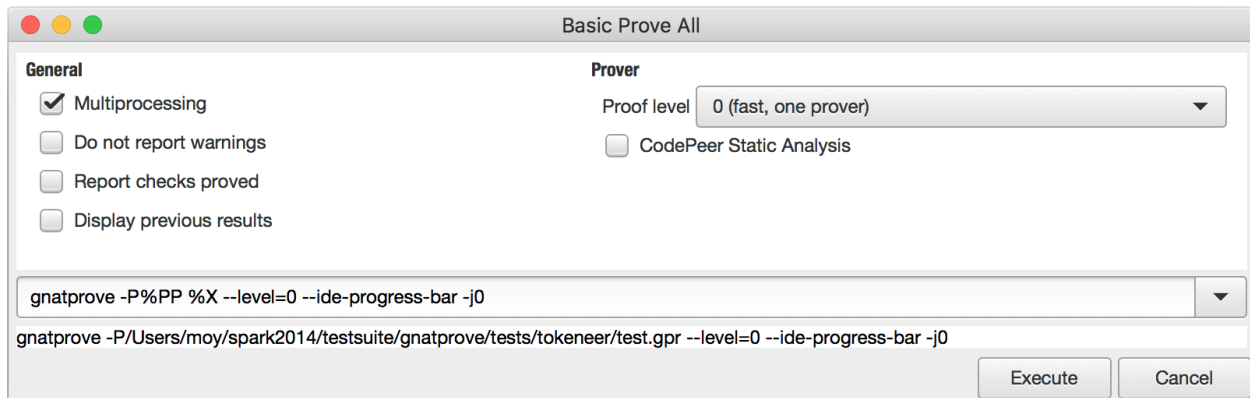 Basic Prove All
General
Multiprocessing
Do not report warnings
Report checks proved
Display previous results
Prover
Proof level 0 (fast, one prover)
CodePeer Static Analysis
gnatprove -P%PP %X --level=0 --ide-progress-bar -j0
gnatprove -P/Users/moy/spark2014/testsuite/gnatprove/tests/tokeneer/test.gpr --level=0 --ide-progress-bar -j0
Execute Cancel